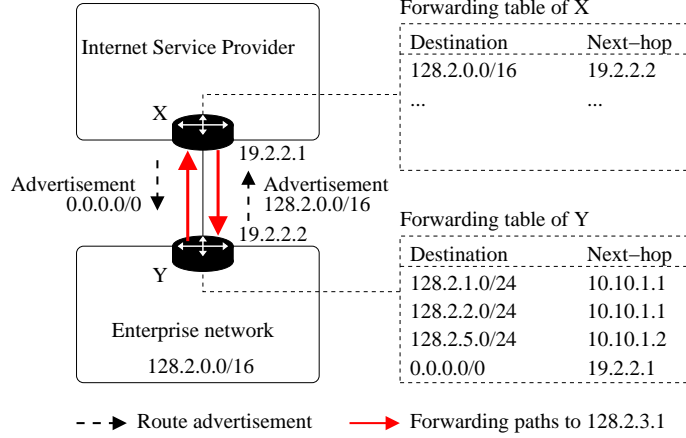 Forwarding table of X
Internet Service Provider
Destination Next−hop
128.2.0.0/16 19.2.2.2
... ...
X
19.2.2.1
Advertisement
0.0.0.0/0
Advertisement
128.2.0.0/16
19.2.2.2
Y
Forwarding table of Y
Destination Next−hop
128.2.1.0/24 10.10.1.1
128.2.2.0/24 10.10.1.1
128.2.5.0/24 10.10.1.2
0.0.0.0/0 19.2.2.1
Enterprise network
128.2.0.0/16
Route advertisement
Forwarding paths to 128.2.3.1